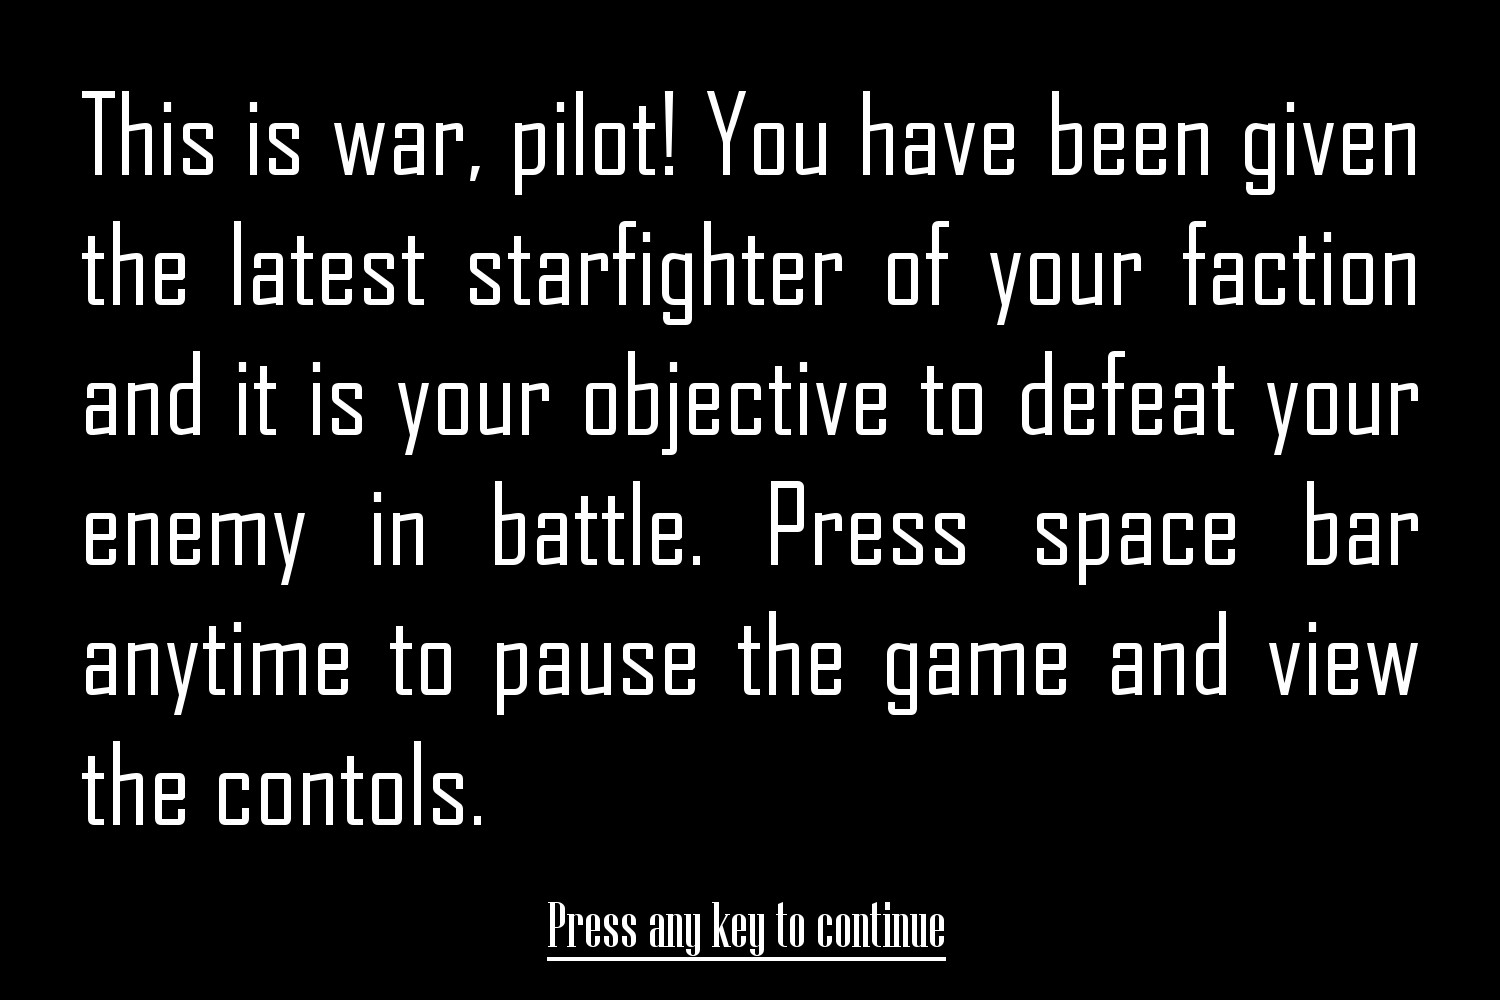 This is war, pilot! You have been given
the latest starfighter of your faction
and it is your objective to defeat your
enemy in battle. Press space bar
anytime to pause the game and view
the contols.
Press any key to continue